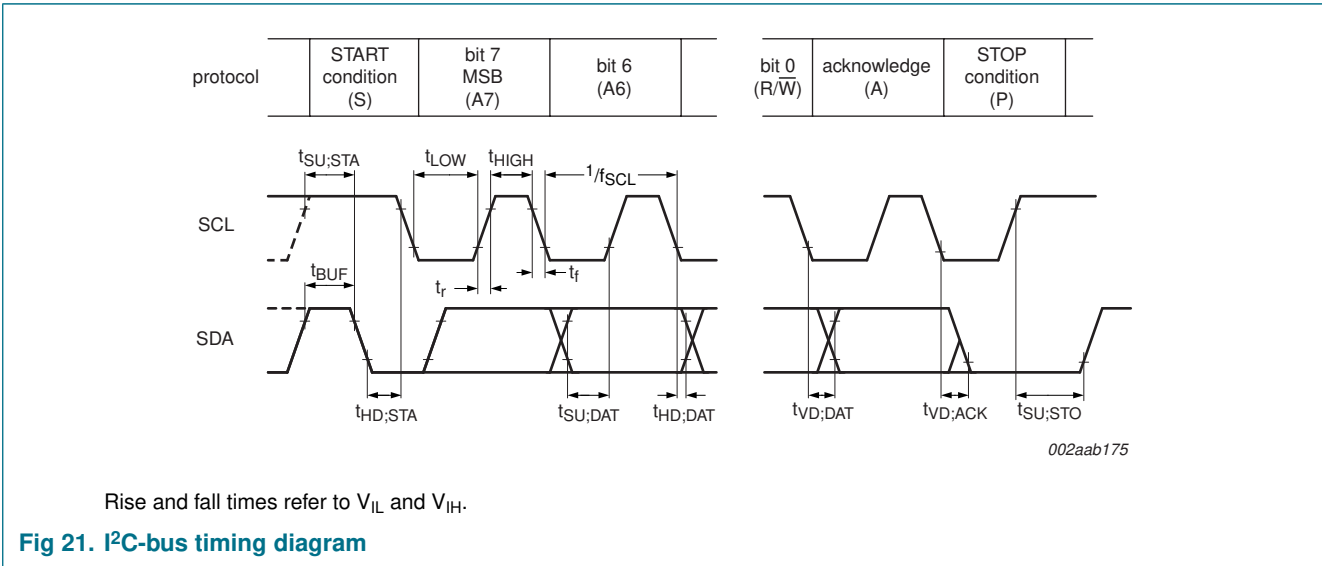 protocol
START
condition
(S)
bit 7
MSB
(A7)
bit 6
(A6)
bit 0
(R/W̅)
acknowledge
(A)
STOP
condition
(P)
tSU;STA
tLOW
tHIGH
1/fSCL
SCL
tBUF
tr
tf
SDA
tHD;STA
tSU;DAT
tHD;DAT
tVD;DAT
tVD;ACK
tSU;STO
002aab175
Rise and fall times refer to VIL and VIH.
Fig 21. I²C-bus timing diagram